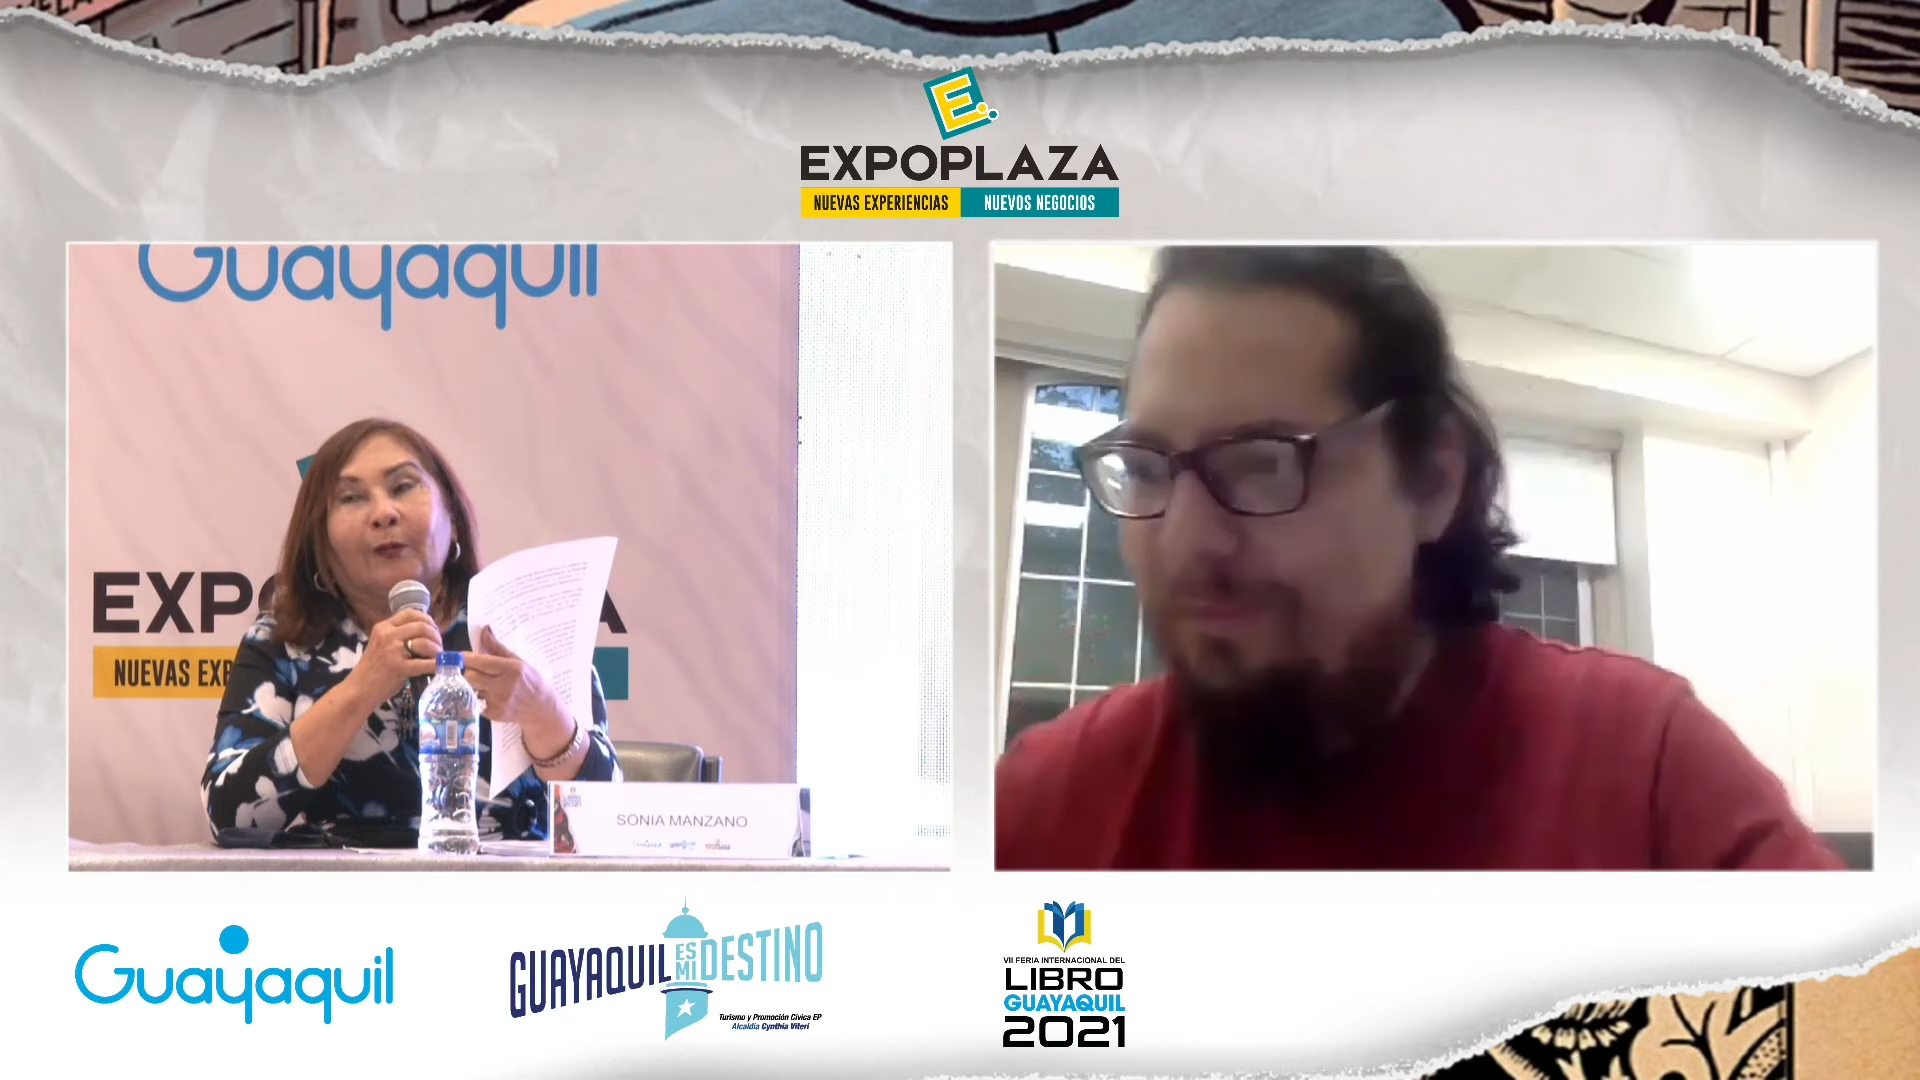 E.
EXPOPLAZA
NUEVAS EXPERIENCIAS NUEVOS NEGOCIOS
Guayaquil
EXP A
NUEVAS EXP
SONIA MANZANO
Guayaquil
GUAYAQUIL ES MI DESTINO
Turismo y Promoción Cívica EP
Alcaldía Cynthia Viteri
VII FERIA INTERNACIONAL DEL
LIBRO
GUAYAQUIL
2021